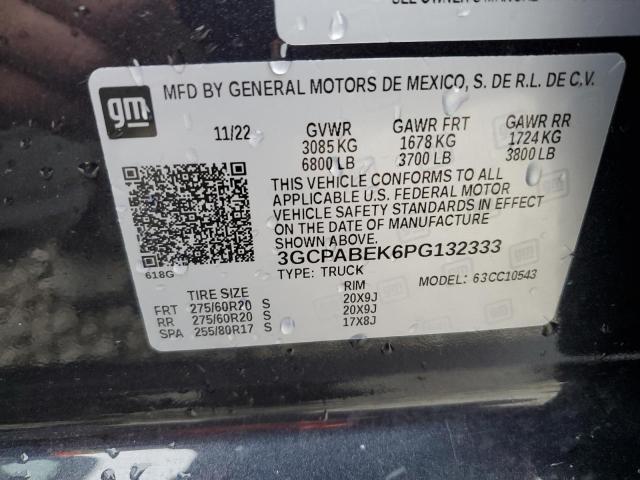 SEE OWNER'S MANUAL
gm
MFD BY GENERAL MOTORS DE MEXICO, S. DE R.L. DE C.V.
11/22 GVWR GAWR FRT GAWR RR
3085 KG 1678 KG 1724 KG
6800 LB 3700 LB 3800 LB
THIS VEHICLE CONFORMS TO ALL
APPLICABLE U.S. FEDERAL MOTOR
VEHICLE SAFETY STANDARDS IN EFFECT
ON THE DATE OF MANUFACTURE
SHOWN ABOVE.
3GCPABEK6PG132333
618G
TYPE: TRUCK MODEL: 63CC10543
TIRE SIZE RIM
FRT 275/60R20 S 20X9J
RR 275/60R20 S 20X9J
SPA 255/80R17 S 17X8J